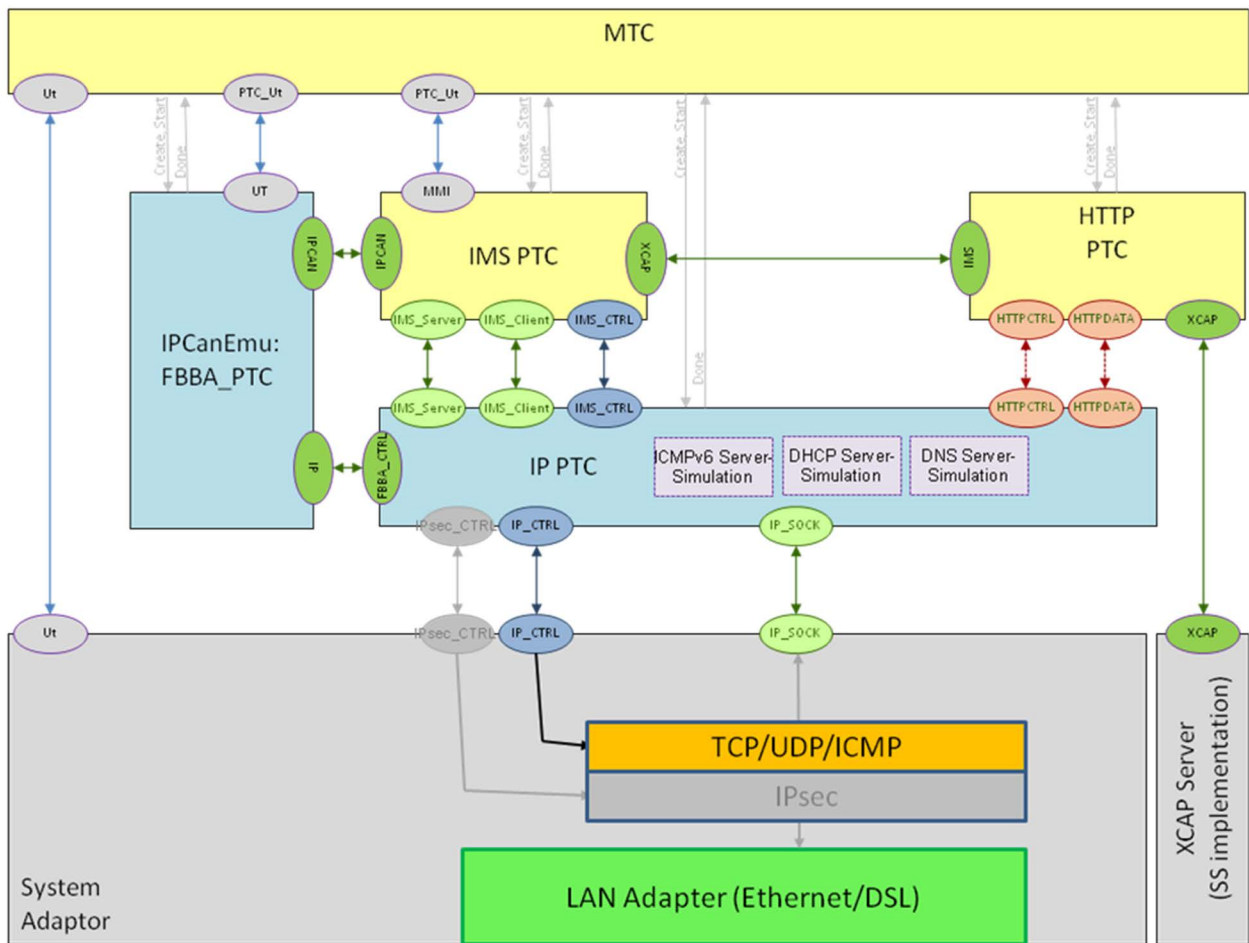 MTC
Ut
PTC_Ut
PTC_Ut
Create_Start
Done
Create_Start
Done
Create_Start
Done
Create_Start
Done
UT
MMI
IPCAN
IPCAN
IMS PTC
XCAP
SMI
HTTP
PTC
IMS_Server
IMS_Client
IMS_CTRL
HTTPCTRL
HTTPDATA
XCAP
IPCanEmu:
FBBA_PTC
IMS_Server
IMS_Client
IMS_CTRL
HTTPCTRL
HTTPDATA
IP
FBBA_CTRL
IP PTC
ICMPv6 Server-
Simulation
DHCP Server-
Simulation
DNS Server-
Simulation
IPsec_CTRL
IP_CTRL
IP_SOCK
Ut
IPsec_CTRL
IP_CTRL
IP_SOCK
XCAP
TCP/UDP/ICMP
IPsec
LAN Adapter (Ethernet/DSL)
System
Adaptor
XCAP Server
(SS implementation)